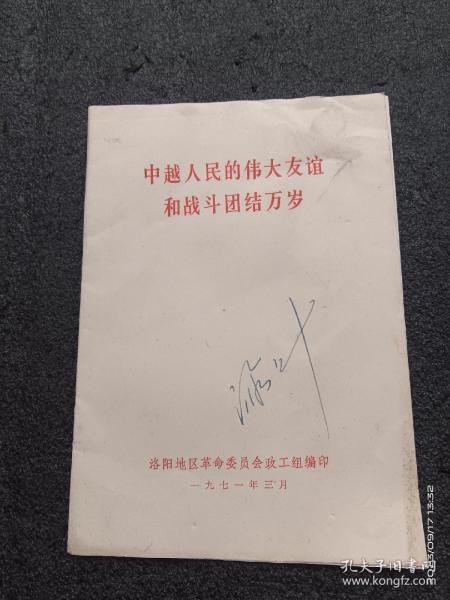 中越人民的伟大友谊
和战斗团结万岁
洛阳地区革命委员会政工组编印
一九七一年三月
2023/09/17 13:32
孔夫子旧书网
www.kongfz.com